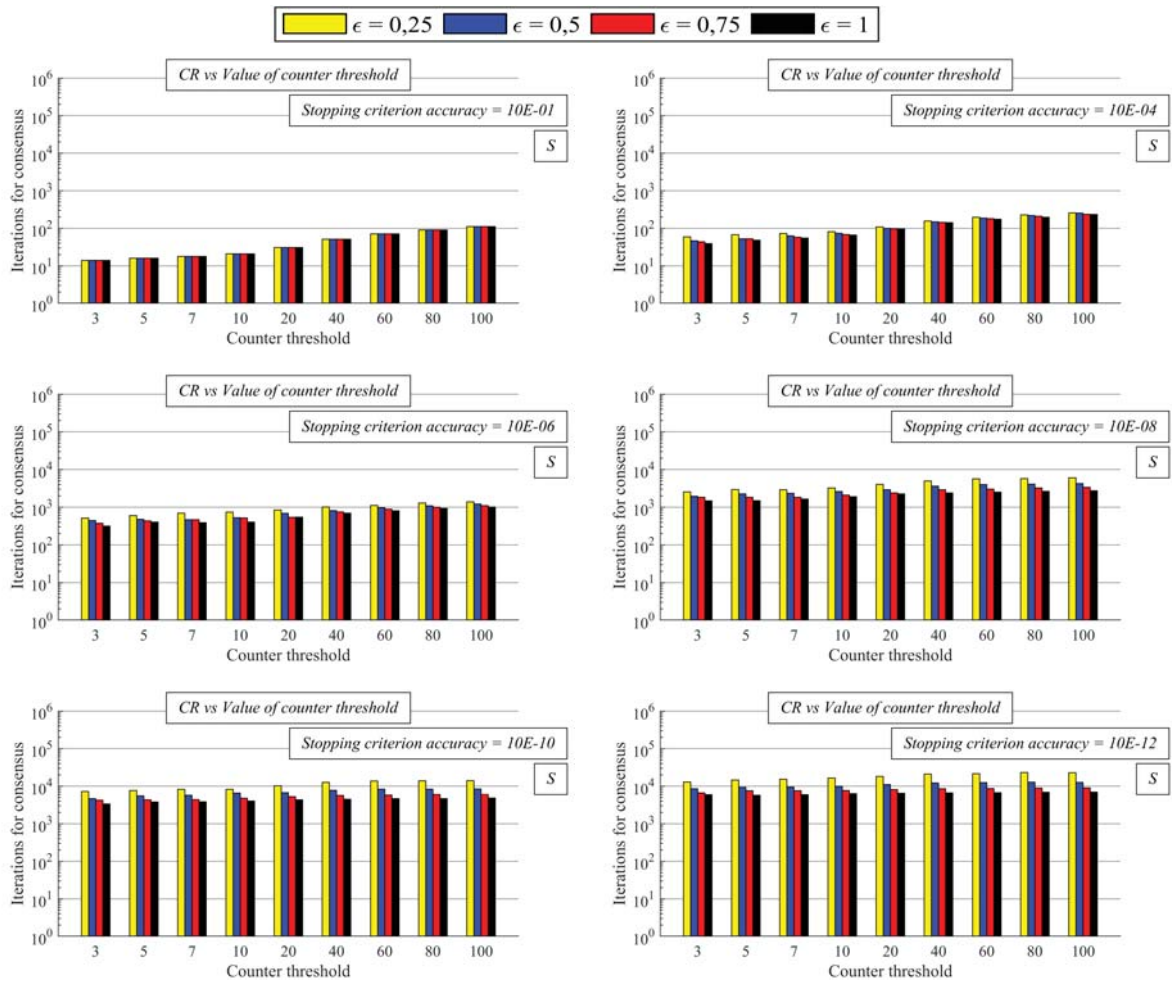 ϵ = 0,25 ϵ = 0,5 ϵ = 0,75 ϵ = 1
CR vs Value of counter threshold
Stopping criterion accuracy = 10E-01
S
Iterations for consensus
10^6
10^5
10^4
10^3
10^2
10^1
10^0
3 5 7 10 20 40 60 80 100
Counter threshold
CR vs Value of counter threshold
Stopping criterion accuracy = 10E-04
S
Iterations for consensus
10^6
10^5
10^4
10^3
10^2
10^1
10^0
3 5 7 10 20 40 60 80 100
Counter threshold
CR vs Value of counter threshold
Stopping criterion accuracy = 10E-06
S
Iterations for consensus
10^6
10^5
10^4
10^3
10^2
10^1
10^0
3 5 7 10 20 40 60 80 100
Counter threshold
CR vs Value of counter threshold
Stopping criterion accuracy = 10E-08
S
Iterations for consensus
10^6
10^5
10^4
10^3
10^2
10^1
10^0
3 5 7 10 20 40 60 80 100
Counter threshold
CR vs Value of counter threshold
Stopping criterion accuracy = 10E-10
S
Iterations for consensus
10^6
10^5
10^4
10^3
10^2
10^1
10^0
3 5 7 10 20 40 60 80 100
Counter threshold
CR vs Value of counter threshold
Stopping criterion accuracy = 10E-12
S
Iterations for consensus
10^6
10^5
10^4
10^3
10^2
10^1
10^0
3 5 7 10 20 40 60 80 100
Counter threshold